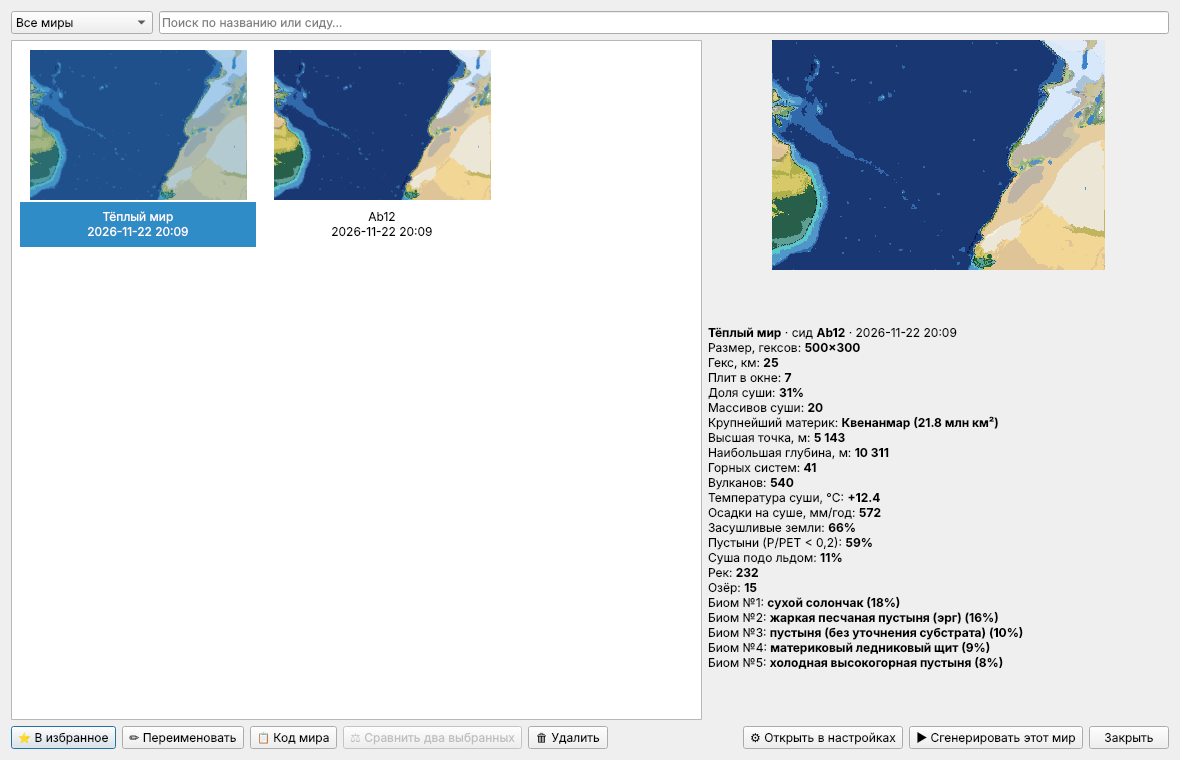 Все миры
Поиск по названию или сиду...
Тёплый мир
2026-11-22 20:09
Ab12
2026-11-22 20:09
Тёплый мир · сид Ab12 · 2026-11-22 20:09
Размер, гексов: 500×300
Гекс, км: 25
Плит в окне: 7
Доля суши: 31%
Массивов суши: 20
Крупнейший материк: Квенанмар (21.8 млн км²)
Высшая точка, м: 5 143
Наибольшая глубина, м: 10 311
Горных систем: 41
Вулканов: 540
Температура суши, °C: +12.4
Осадки на суше, мм/год: 572
Засушливые земли: 66%
Пустыни (P/PET < 0,2): 59%
Суша подо льдом: 11%
Рек: 232
Озёр: 15
Биом №1: сухой солончак (18%)
Биом №2: жаркая песчаная пустыня (эрг) (16%)
Биом №3: пустыня (без уточнения субстрата) (10%)
Биом №4: материковый ледниковый щит (9%)
Биом №5: холодная высокогорная пустыня (8%)
⭐ В избранное
✏ Переименовать
📋 Код мира
⚖ Сравнить два выбранных
🗑 Удалить
⚙ Открыть в настройках
▶ Сгенерировать этот мир
Закрыть